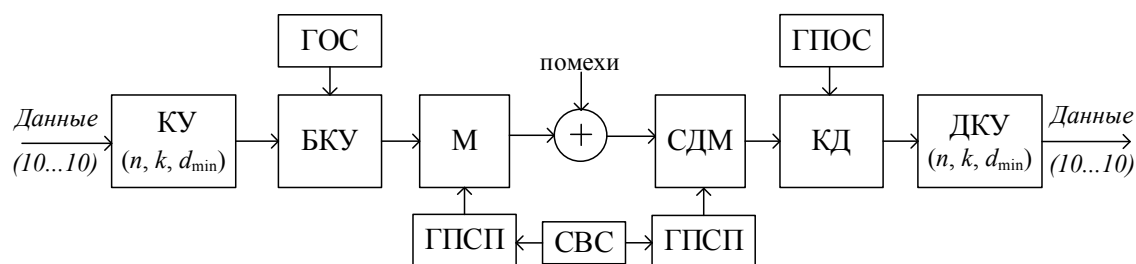 ГОС
ГПОС
помехи
Данные
(10...10)
КУ
(n, k, dmin)
БКУ
М
+
СДМ
КД
ДКУ
(n, k, dmin)
Данные
(10...10)
ГПСП
СВС
ГПСП